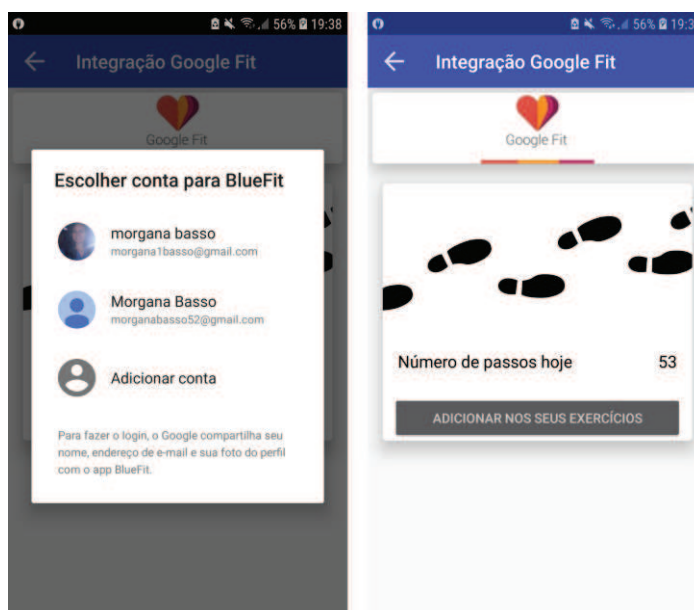 56% 19:38
Integração Google Fit
Google Fit
Escolher conta para BlueFit
morgana basso
morgana1basso@gmail.com
Morgana Basso
morganabasso52@gmail.com
Adicionar conta
Para fazer o login, o Google compartilha seu
nome, endereço de e-mail e sua foto do perfil
com o app BlueFit.
56% 19:3
Integração Google Fit
Google Fit
Número de passos hoje 53
ADICIONAR NOS SEUS EXERCÍCIOS